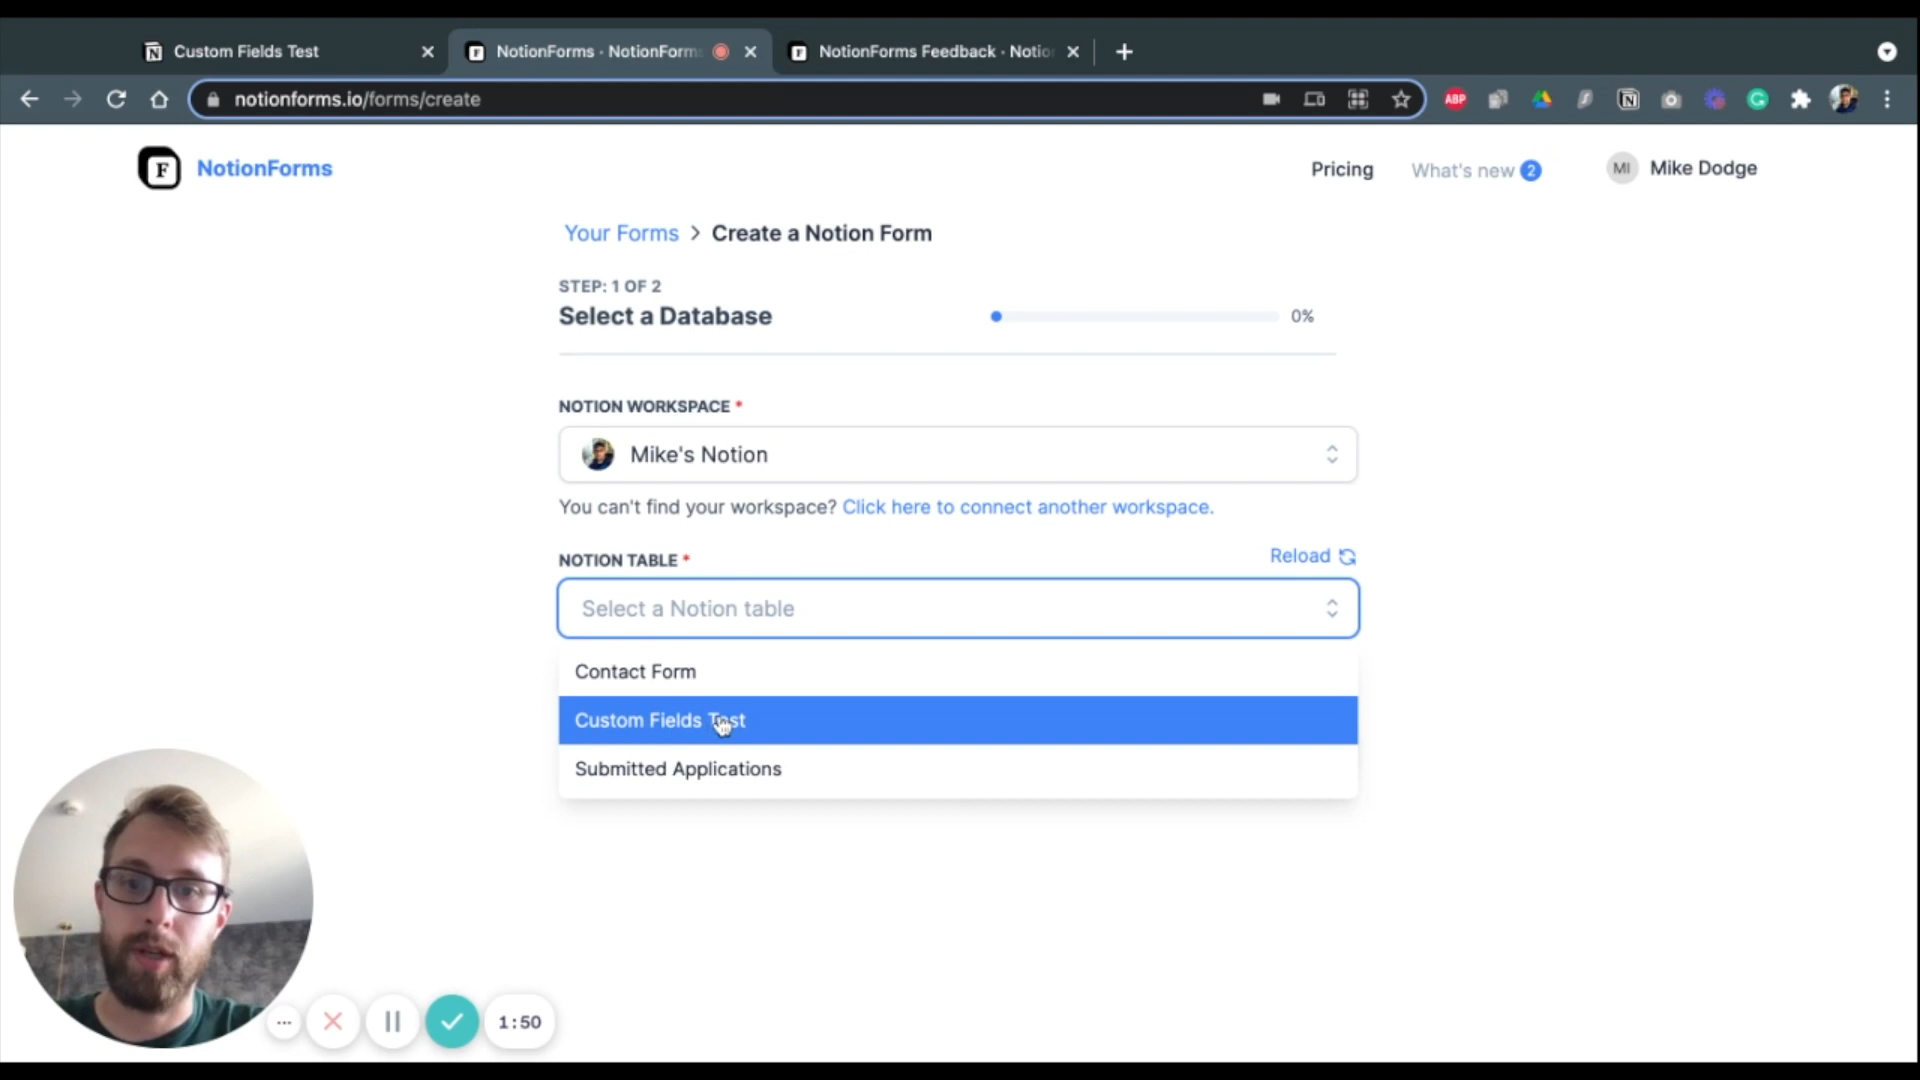 Custom Fields Test
NotionForms · NotionForm
NotionForms Feedback · Notio
notionforms.io/forms/create
ABP
F
NotionForms
Pricing
What's new 2
MI
Mike Dodge
Your Forms > Create a Notion Form
STEP: 1 OF 2
Select a Database
0%
NOTION WORKSPACE *
Mike's Notion
You can't find your workspace? Click here to connect another workspace.
NOTION TABLE *
Reload
Select a Notion table
Contact Form
Custom Fields Test
Submitted Applications
1:50